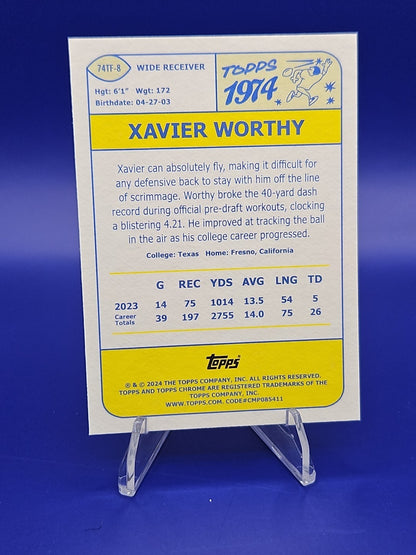 74TF-8
WIDE RECEIVER
Hgt: 6'1" Wgt: 172
Birthdate: 04-27-03
TOPPS
1974
XAVIER WORTHY
Xavier can absolutely fly, making it difficult for
any defensive back to stay with him off the line
of scrimmage. Worthy broke the 40-yard dash
record during official pre-draft workouts, clocking
a blistering 4.21. He improved at tracking the ball
in the air as his college career progressed.
College: Texas Home: Fresno, California
G REC YDS AVG LNG TD
2023 14 75 1014 13.5 54 5
Career
Totals 39 197 2755 14.0 75 26
Topps
® & © 2024 THE TOPPS COMPANY, INC. ALL RIGHTS RESERVED.
TOPPS AND TOPPS CHROME ARE REGISTERED TRADEMARKS OF THE
TOPPS COMPANY, INC.
WWW.TOPPS.COM. CODE#CMP085411